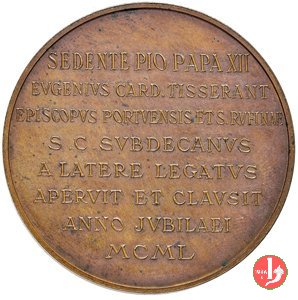 SEDENTE PIO PAPA XII
EVGENIVS CARD. TISSERANT
EPISCOPVS PORTVENSIS ET S. RVFINAE
S. C. SVBDECANVS
A LATERE LEGATVS
APERVIT ET CLAVSIT
ANNO JVBILAEI
MCML